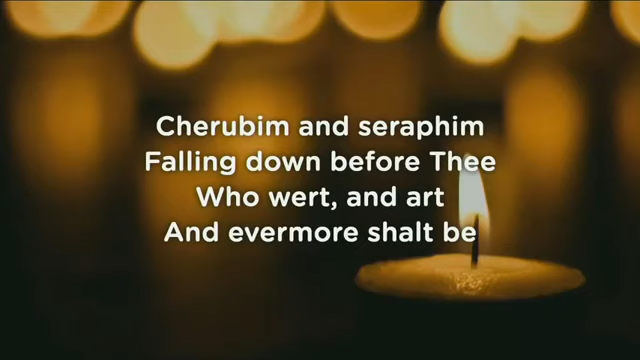 Cherubim and seraphim
Falling down before Thee
Who wert, and art
And evermore shalt be